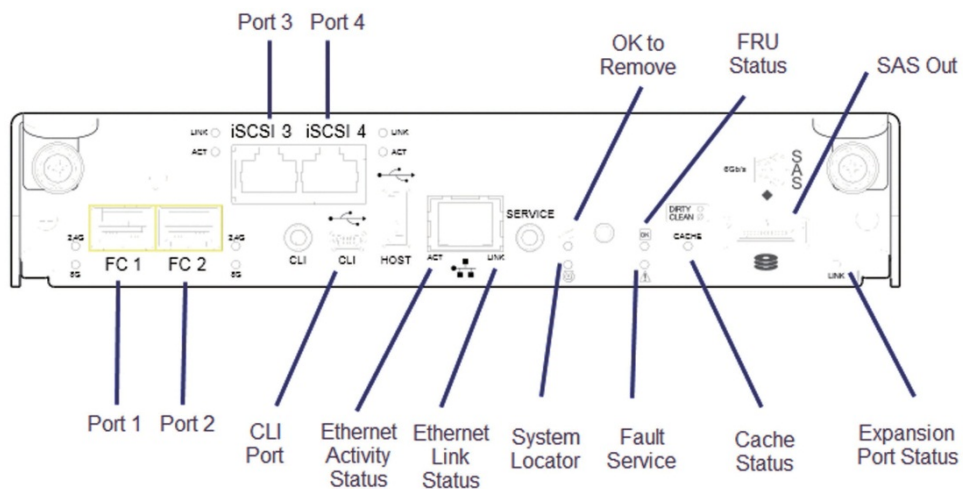 Port 3
Port 4
OK to
Remove
FRU
Status
SAS Out
LINK
ACT
iSCSI 3
iSCSI 4
LINK
ACT
6Gb/s
SAS
DIRTY
CLEAN
SERVICE
OK
CACHE
2,4G
8G
FC 1
FC 2
2,4G
8G
CLI
CLI
HOST
ACT
LINK
LINK
Port 1
Port 2
CLI
Port
Ethernet
Activity
Status
Ethernet
Link
Status
System
Locator
Fault
Service
Cache
Status
Expansion
Port Status